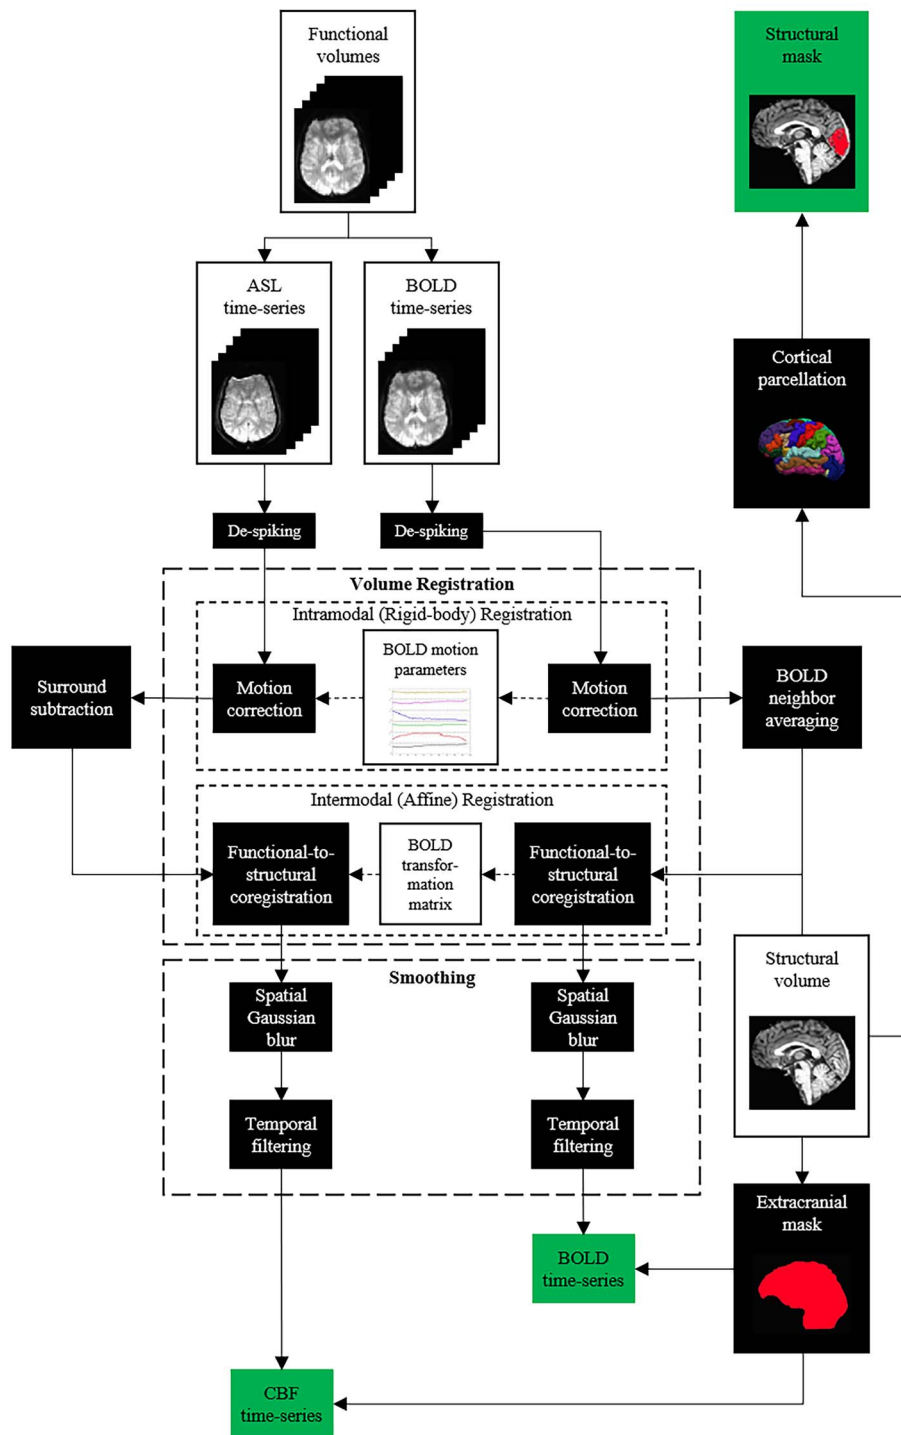 Functional
volumes
Structural
mask
ASL
time-series
BOLD
time-series
Cortical
parcellation
De-spiking
De-spiking
Volume Registration
Intramodal (Rigid-body) Registration
Surround
subtraction
Motion
correction
BOLD motion
parameters
Motion
correction
BOLD
neighbor
averaging
Intermodal (Affine) Registration
Functional-to-
structural
coregistration
BOLD
transfor-
mation
matrix
Functional-to-
structural
coregistration
Structural
volume
Smoothing
Spatial
Gaussian
blur
Spatial
Gaussian
blur
Temporal
filtering
Temporal
filtering
Extracranial
mask
BOLD
time-series
CBF
time-series